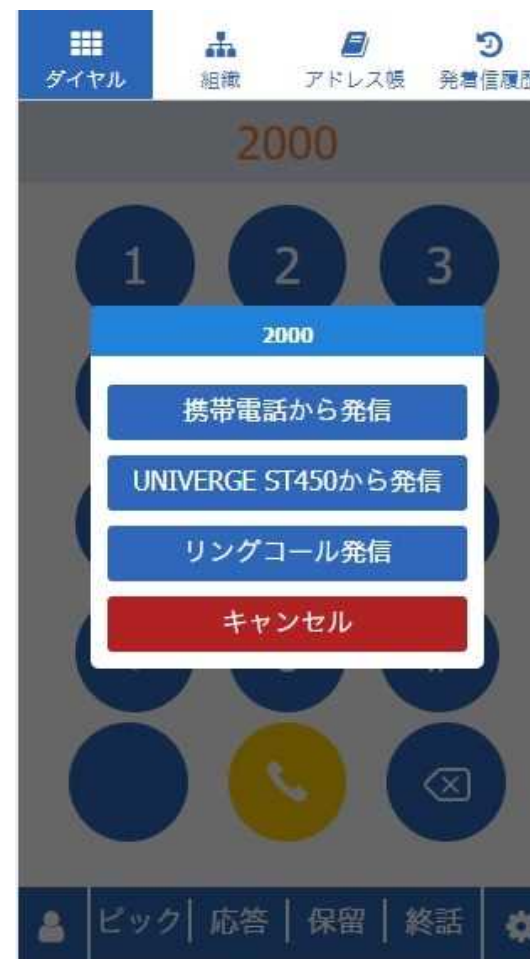 ダイヤル
組織
アドレス帳
発着信履歴
2000
1
2
3
2000
携帯電話から発信
UNIVERGE ST450から発信
リングコール発信
キャンセル
ピック
応答
保留
終話